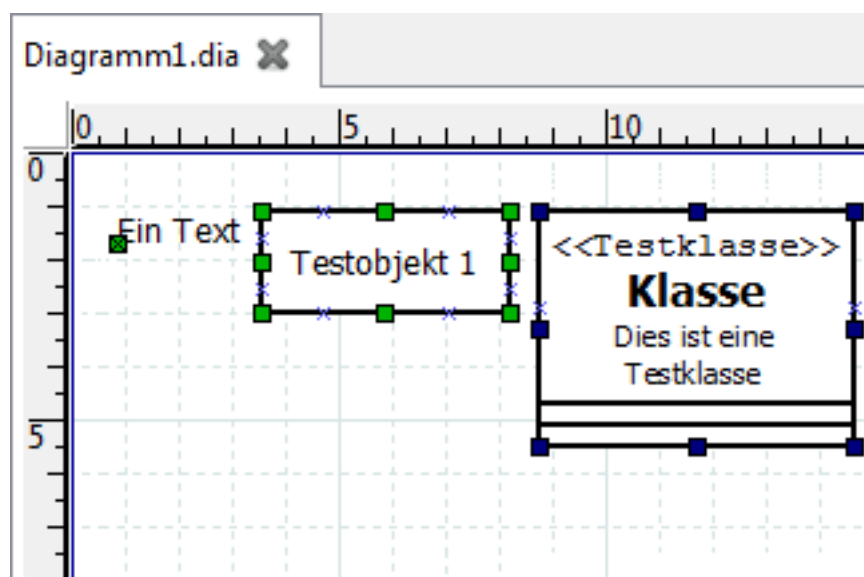 Diagramm1.dia
0 5 10
0
Ein Text
Testobjekt 1
<<Testklasse>>
Klasse
Dies ist eine
Testklasse
5